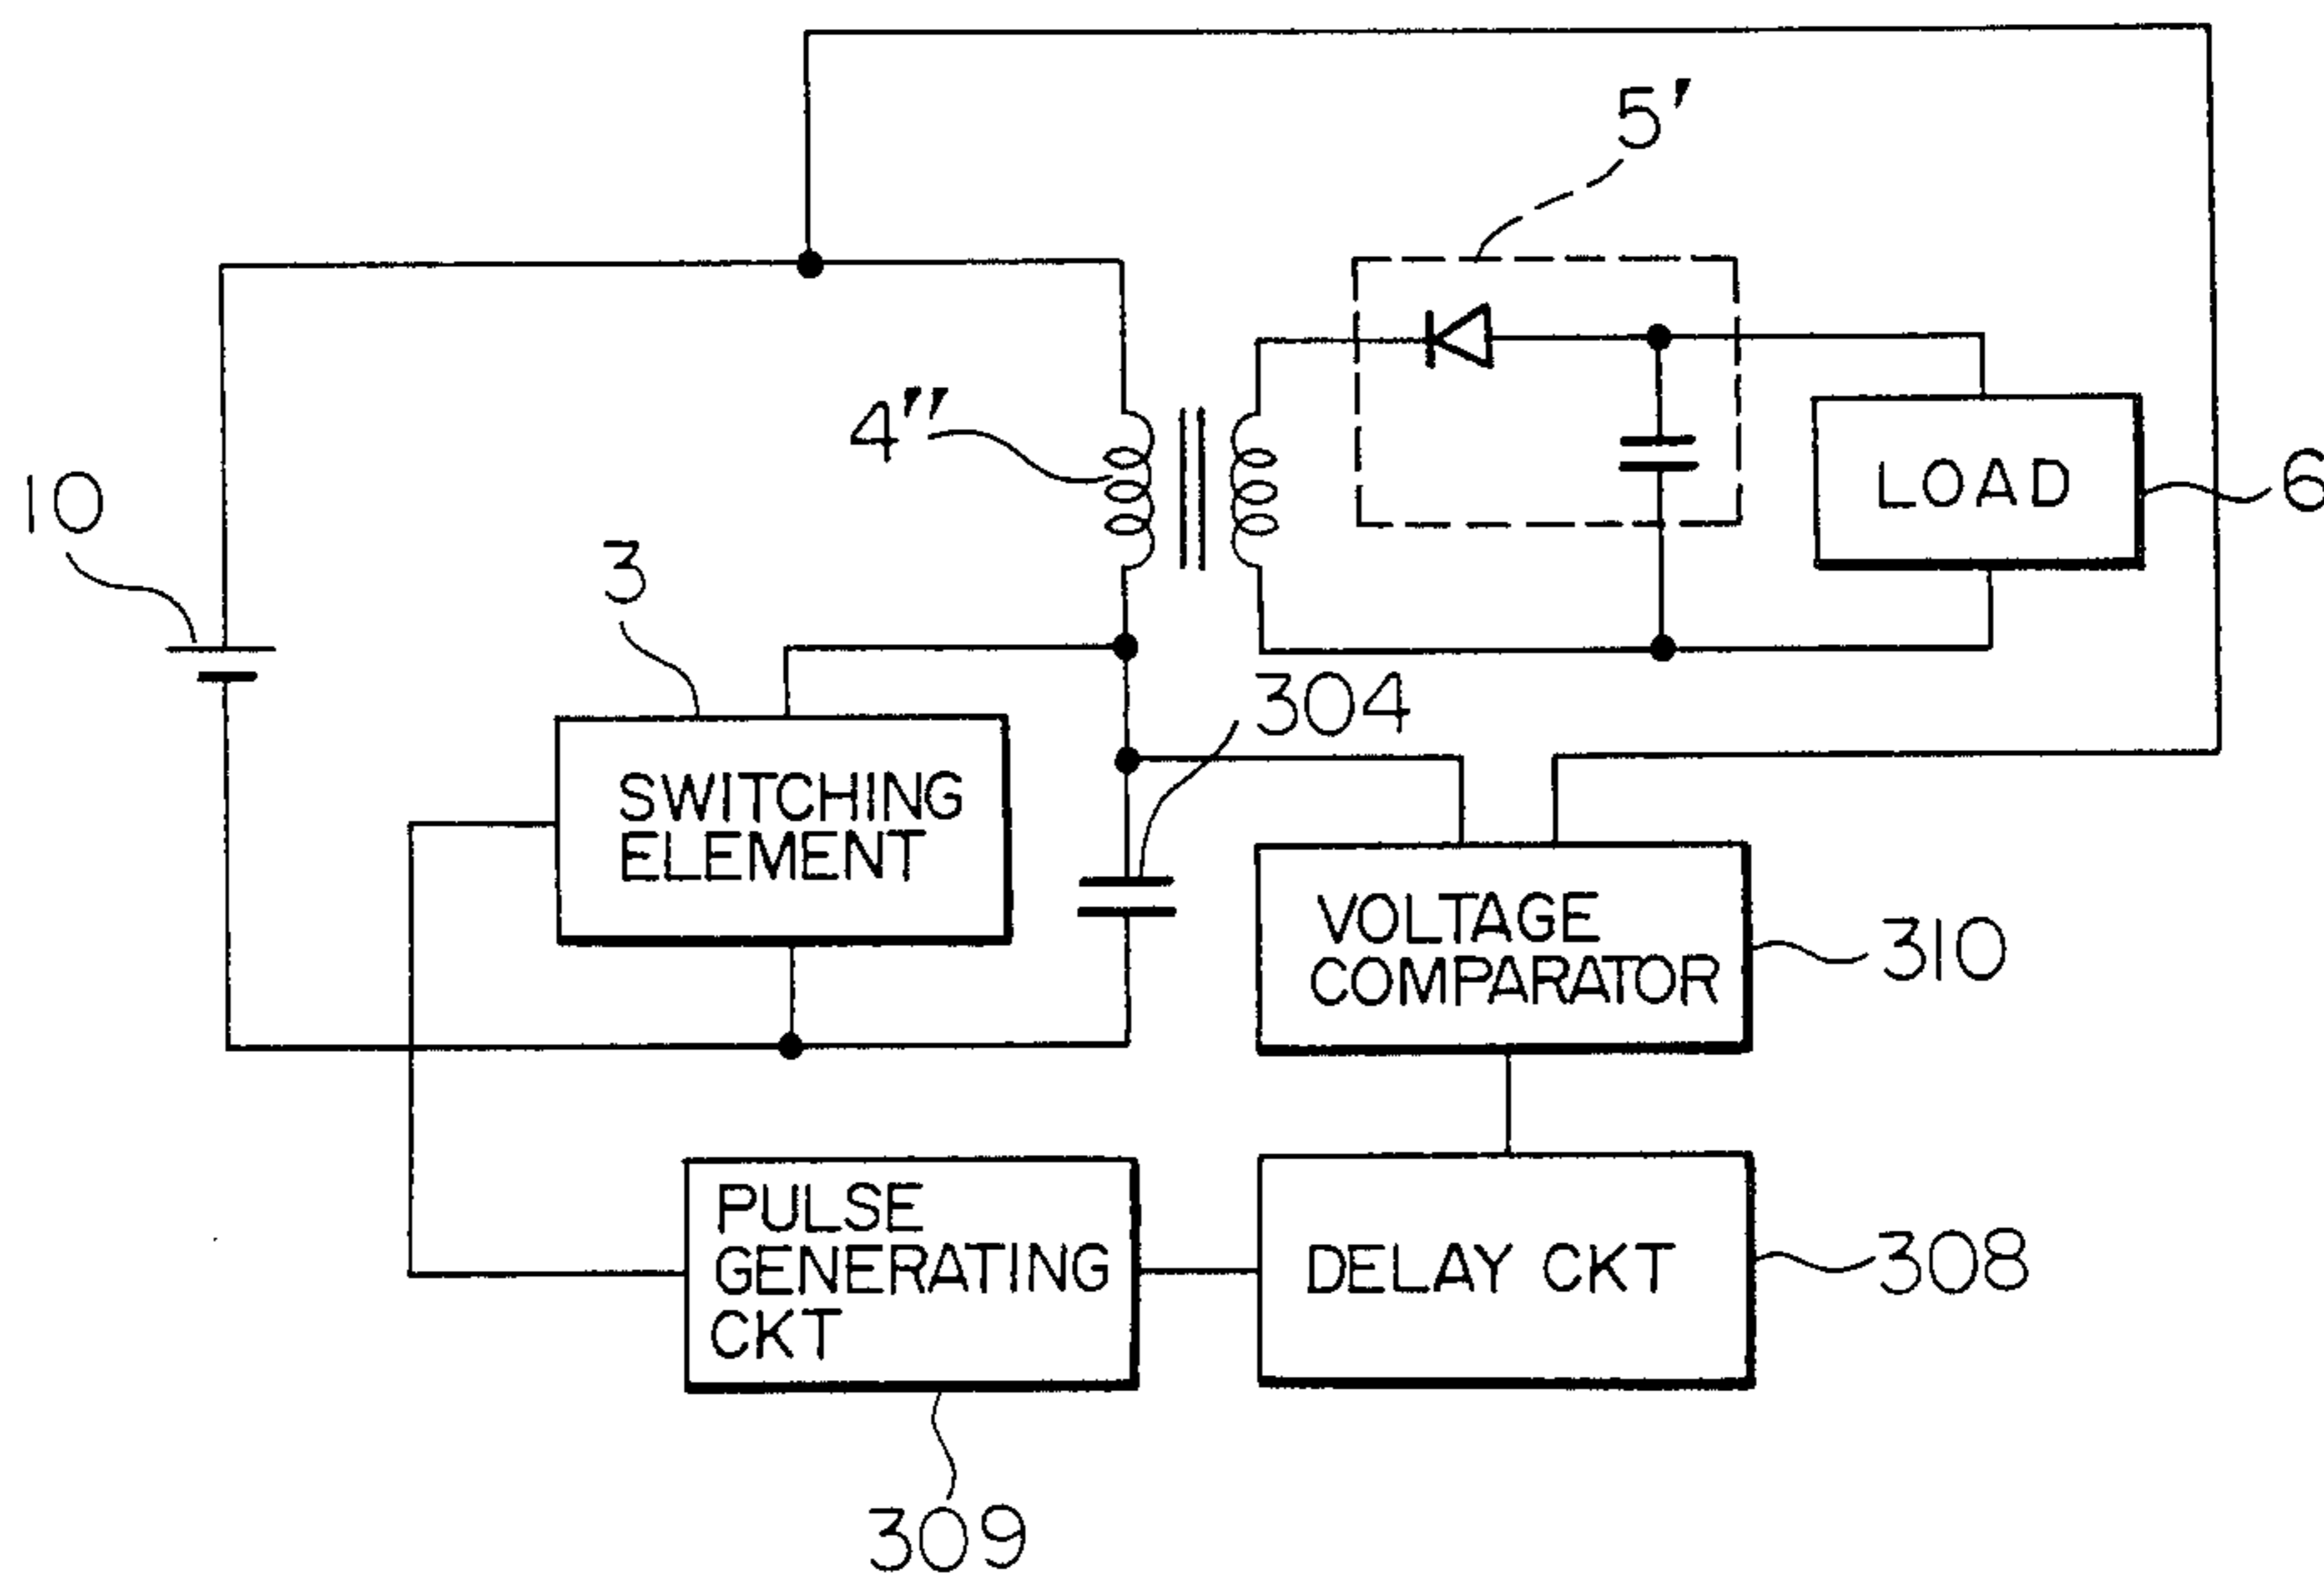 5'
4"
10
LOAD
6
3
304
SWITCHING
ELEMENT
VOLTAGE
COMPARATOR
310
PULSE
GENERATING
CKT
DELAY CKT
308
309